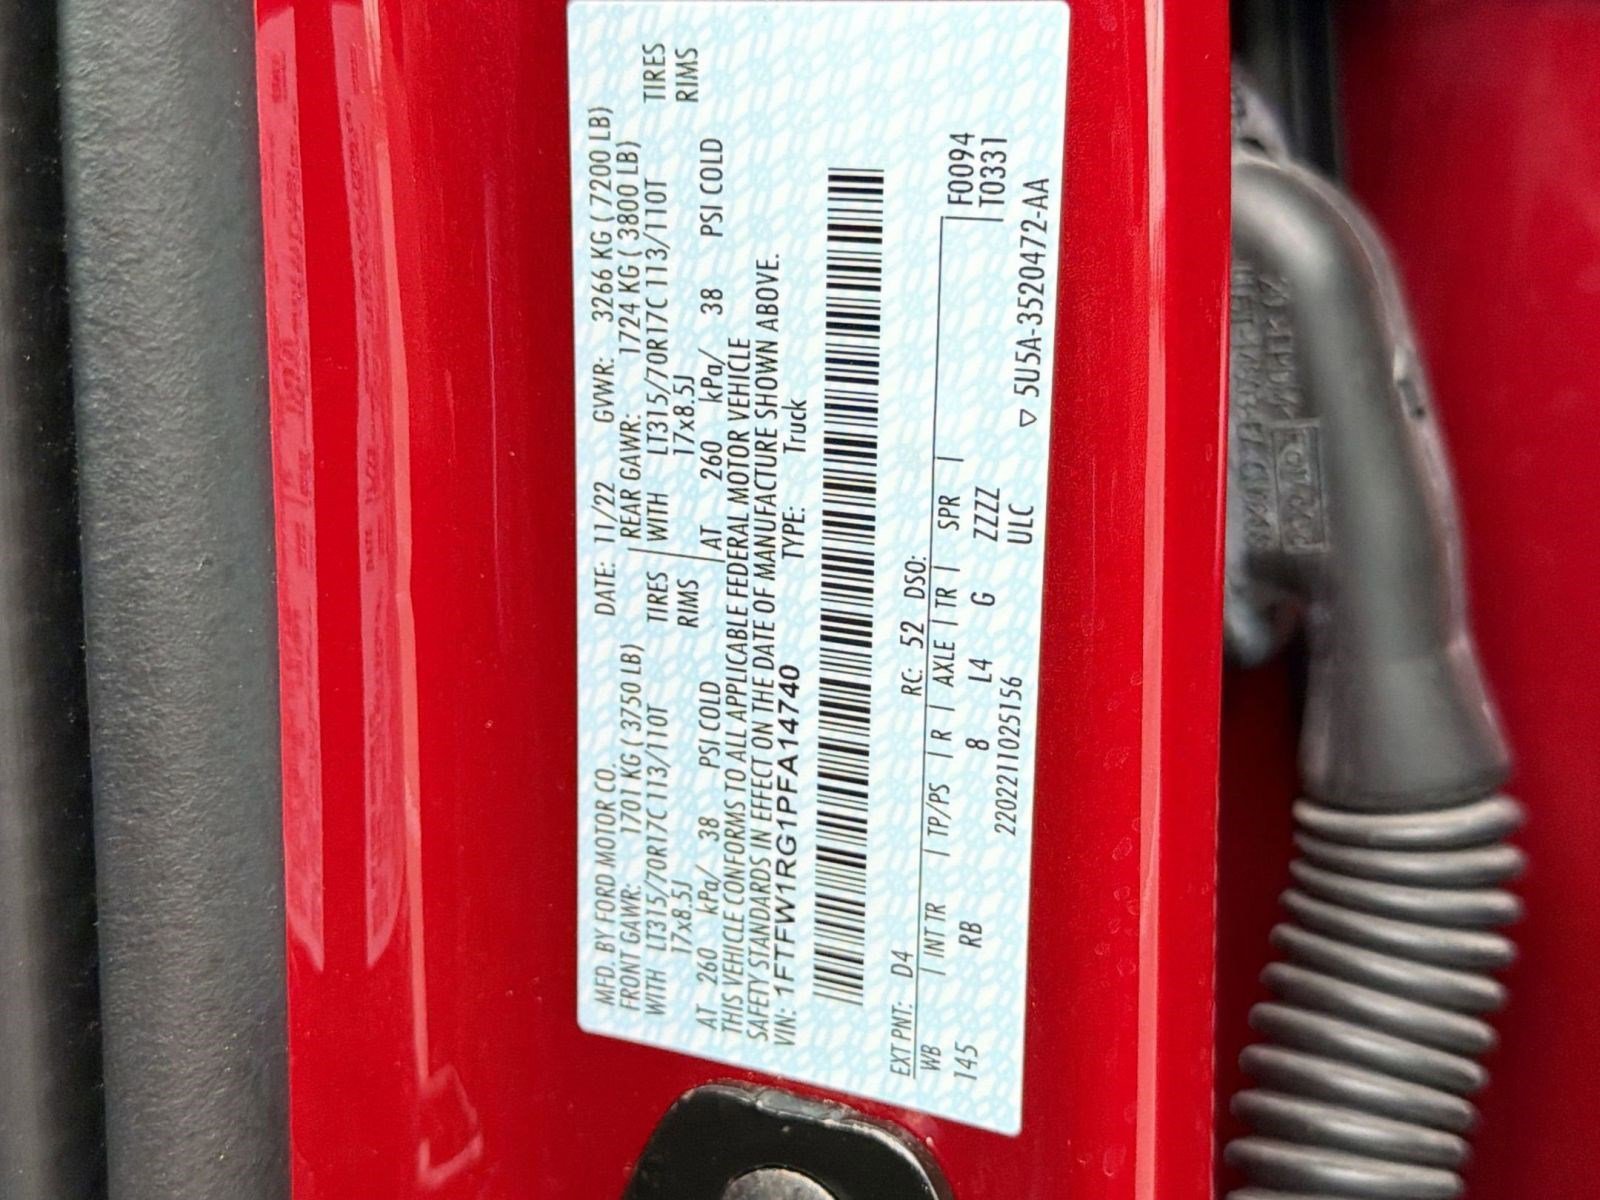 MFD. BY FORD MOTOR CO. DATE: 11/22 GVWR: 3266 KG ( 7200 LB)
FRONT GAWR: 1701 KG ( 3750 LB) REAR GAWR: 1724 KG ( 3800 LB)
WITH LT315/70R17C 113/110T TIRES WITH LT315/70R17C 113/110T TIRES
17x8.5J RIMS 17x8.5J RIMS
AT 260 kPa/ 38 PSI COLD AT 260 kPa/ 38 PSI COLD
THIS VEHICLE CONFORMS TO ALL APPLICABLE FEDERAL MOTOR VEHICLE
SAFETY STANDARDS IN EFFECT ON THE DATE OF MANUFACTURE SHOWN ABOVE.
VIN: 1FTFW1RG1PFA14740 TYPE: Truck
EXT PNT: D4 RC: 52 DSO:
WB | INT TR | TP/PS | R | AXLE | TR | SPR | F0094
145 RB 8 L4 G ZZZZ T0331
220221025156 ULC ▽ 5U5A-3520472-AA